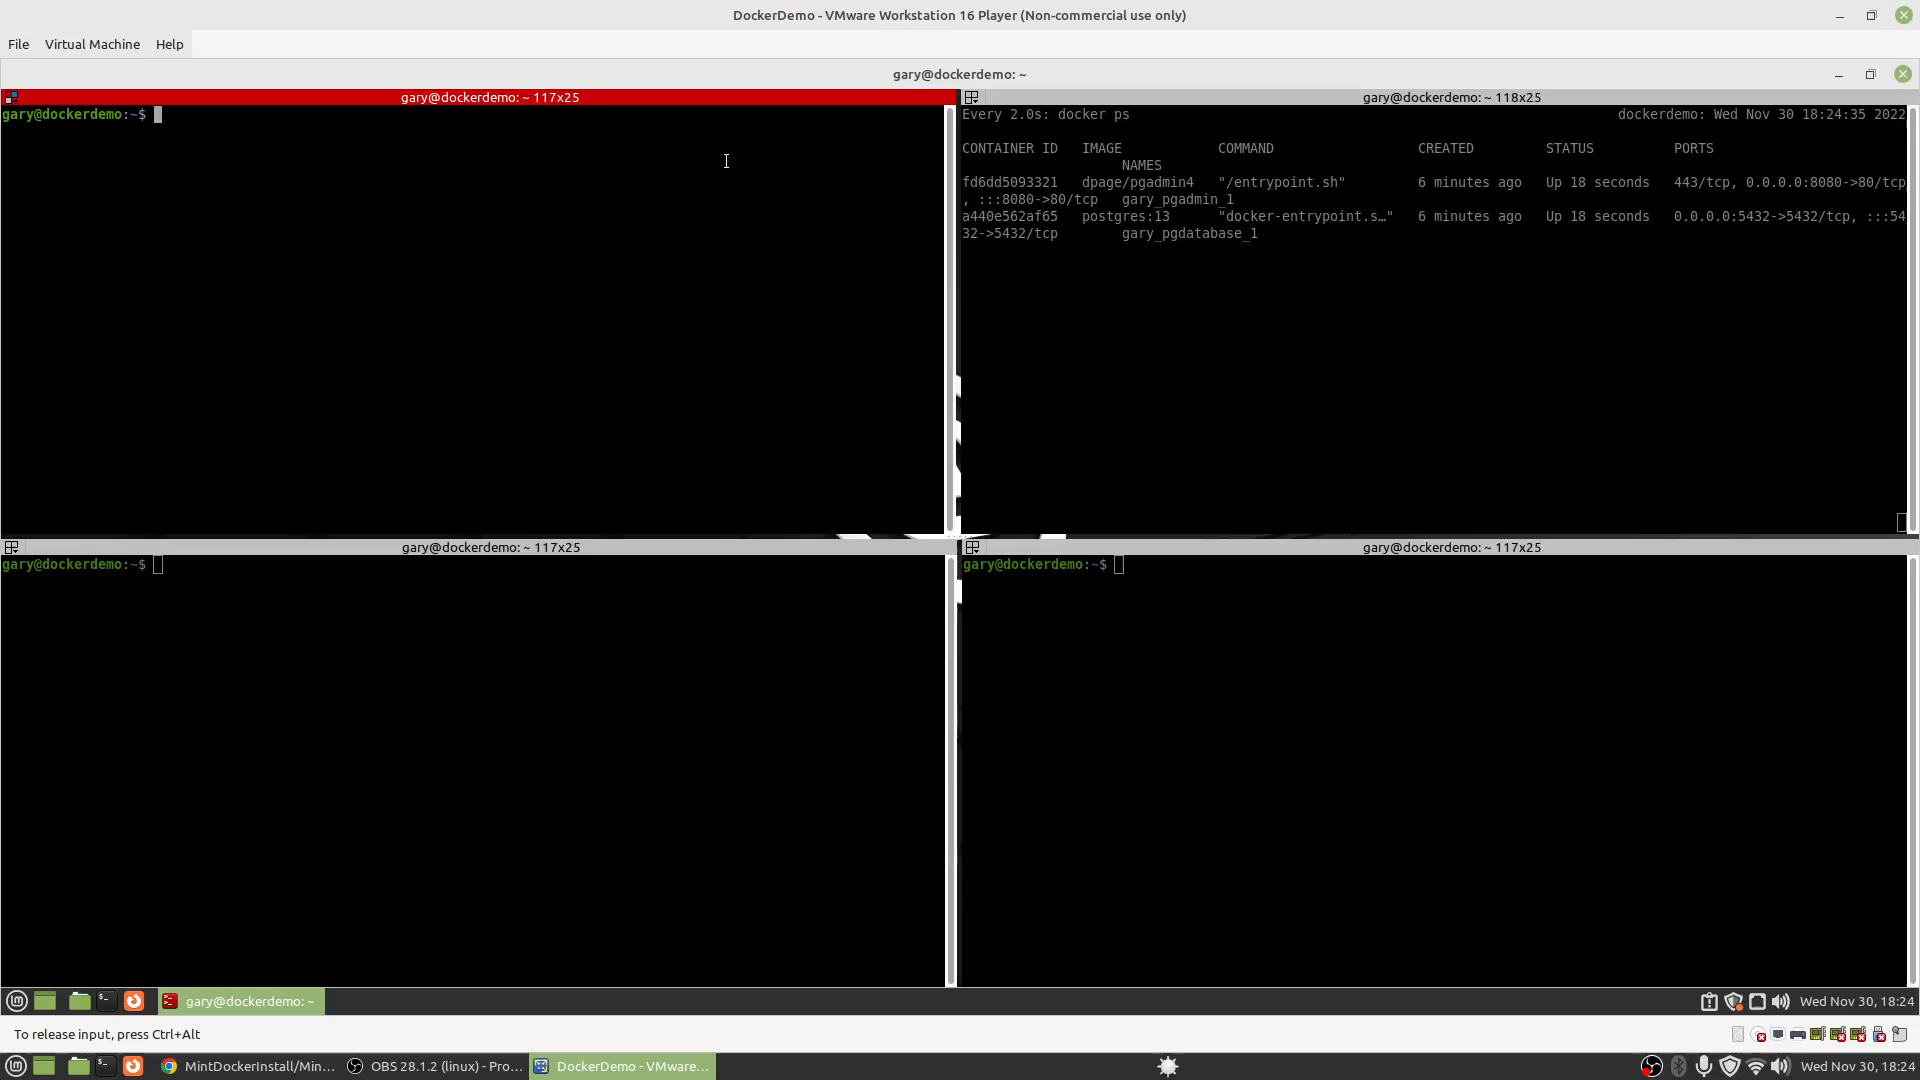 DockerDemo - VMware Workstation 16 Player (Non-commercial use only)
File Virtual Machine Help
gary@dockerdemo: ~
gary@dockerdemo: ~ 117x25
gary@dockerdemo:~$
gary@dockerdemo: ~ 118x25
Every 2.0s: docker ps dockerdemo: Wed Nov 30 18:24:35 2022
CONTAINER ID IMAGE COMMAND CREATED STATUS PORTS
NAMES
fd6dd5093321 dpage/pgadmin4 "/entrypoint.sh" 6 minutes ago Up 18 seconds 443/tcp, 0.0.0.0:8080->80/tcp
, :::8080->80/tcp gary_pgadmin_1
a440e562af65 postgres:13 "docker-entrypoint.s…" 6 minutes ago Up 18 seconds 0.0.0.0:5432->5432/tcp, :::54
32->5432/tcp gary_pgdatabase_1
gary@dockerdemo: ~ 117x25
gary@dockerdemo:~$
gary@dockerdemo: ~ 117x25
gary@dockerdemo:~$
gary@dockerdemo: ~ Wed Nov 30, 18:24
To release input, press Ctrl+Alt
MintDockerInstall/Min... OBS 28.1.2 (linux) - Pro... DockerDemo - VMware... Wed Nov 30, 18:24